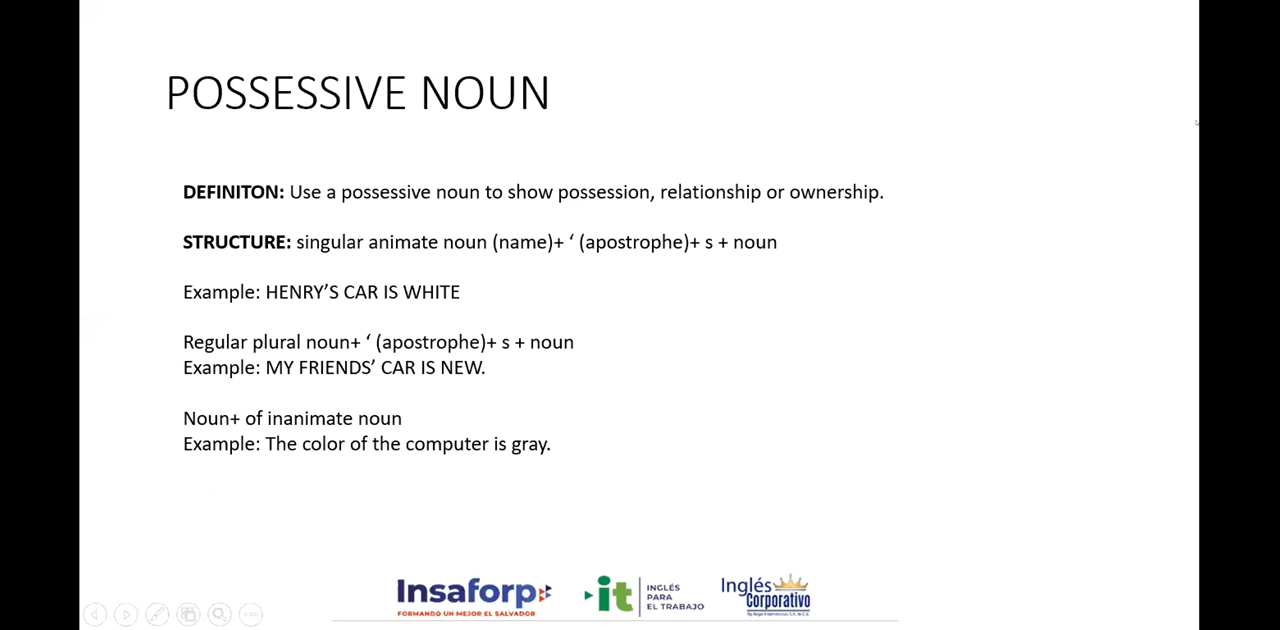 POSSESSIVE NOUN
DEFINITON: Use a possessive noun to show possession, relationship or ownership.
STRUCTURE: singular animate noun (name)+ ‘ (apostrophe)+ s + noun
Example: HENRY’S CAR IS WHITE
Regular plural noun+ ‘ (apostrophe)+ s + noun
Example: MY FRIENDS’ CAR IS NEW.
Noun+ of inanimate noun
Example: The color of the computer is gray.
Insaforp
FORMANDO UN MEJOR EL SALVADOR
it
INGLÉS
PARA
EL TRABAJO
Inglés
Corporativo